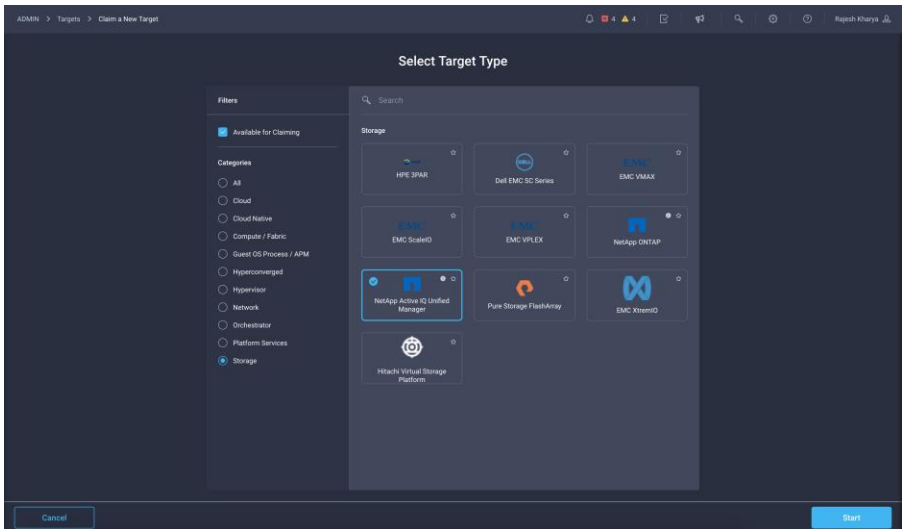 ADMIN > Targets > Claim a New Target
4 4
Rajesh Kharya
Select Target Type
Filters
Search
Available for Claiming
Storage
Categories
All
Cloud
Cloud Native
Compute / Fabric
Guest OS Process / APM
Hyperconverged
Hypervisor
Network
Orchestrator
Platform Services
Storage
HPE 3PAR
DELL
Dell EMC SC Series
EMC
EMC VMAX
EMC
EMC ScaleIO
EMC
EMC VPLEX
NetApp ONTAP
NetApp Active IQ Unified
Manager
Pure Storage FlashArray
EMC XtremIO
Hitachi Virtual Storage
Platform
Cancel
Start